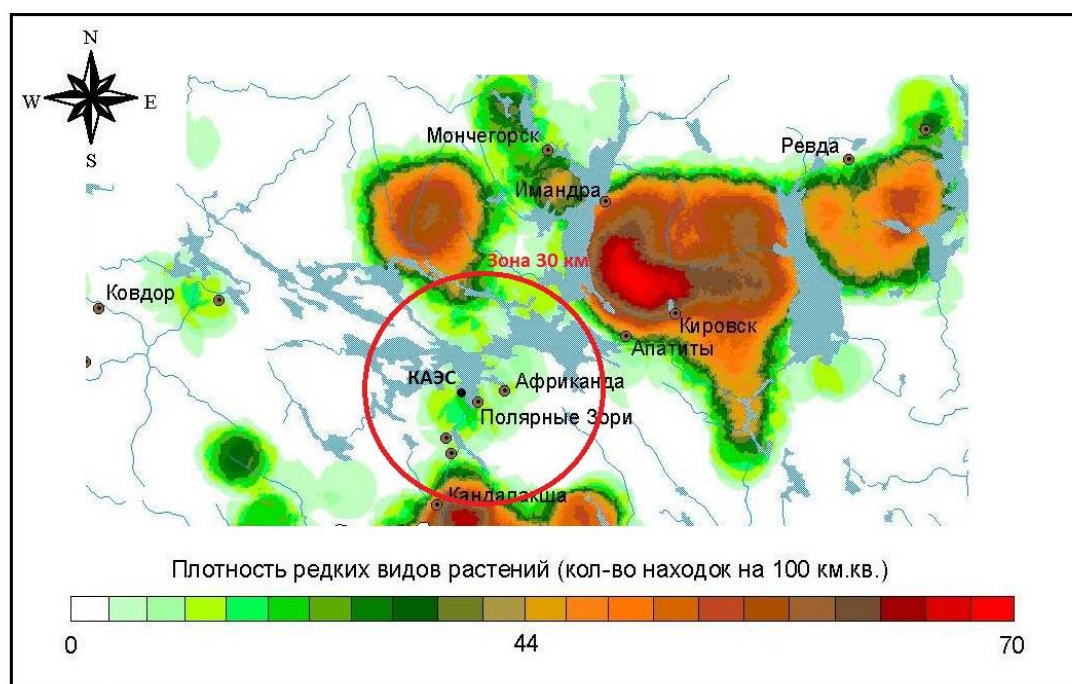 N
W E
S
Мончегорск
Ревда
Имандра
Зона 30 км
Ковдор
Кировск
Апатиты
КАЭС
Африканда
Полярные Зори
Кандалакша
Плотность редких видов растений (кол-во находок на 100 км.кв.)
0 44 70